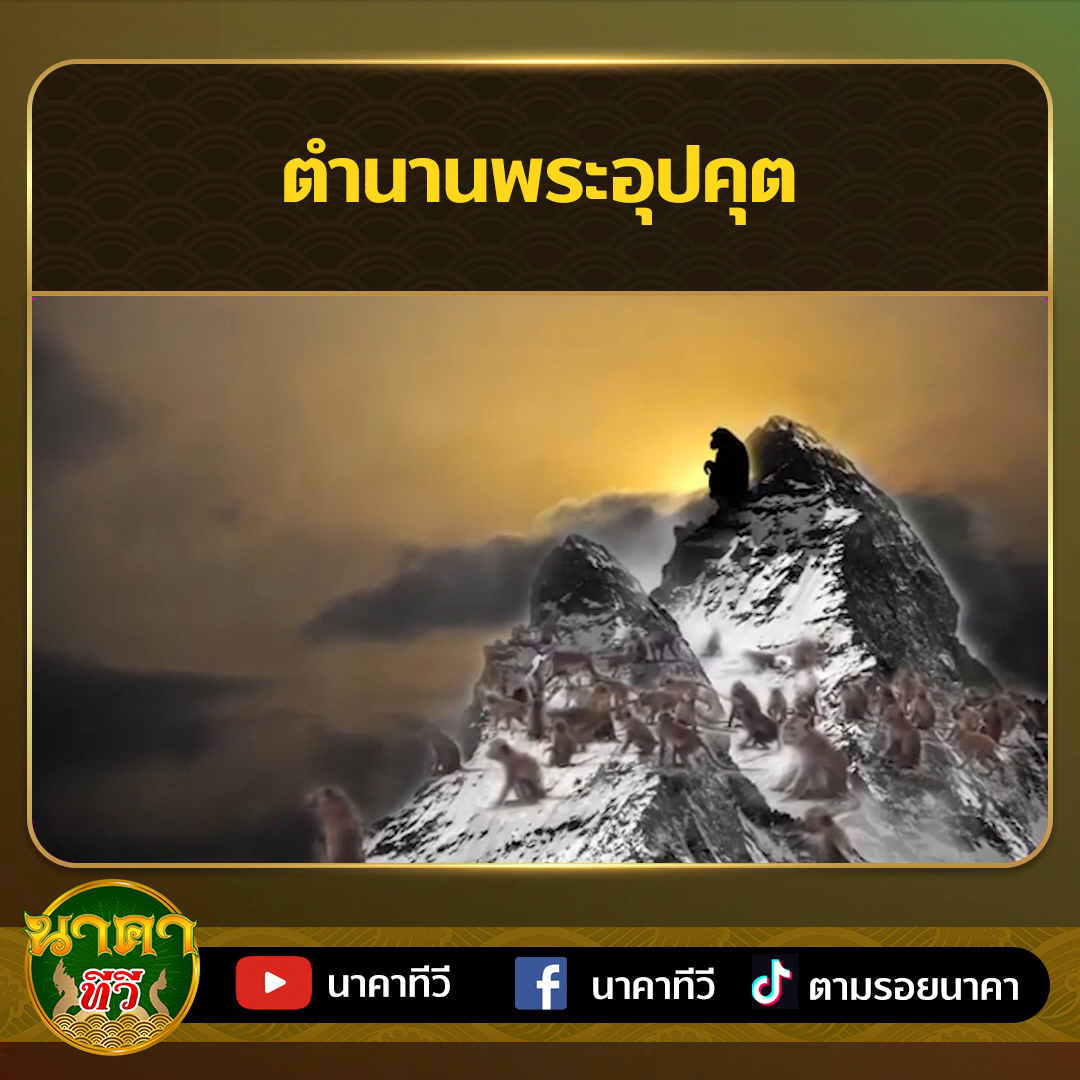 ตำนานพระอุปคุต
นาคา
ทีวี
นาคาทีวี
นาคาทีวี
ตามรอยนาคา